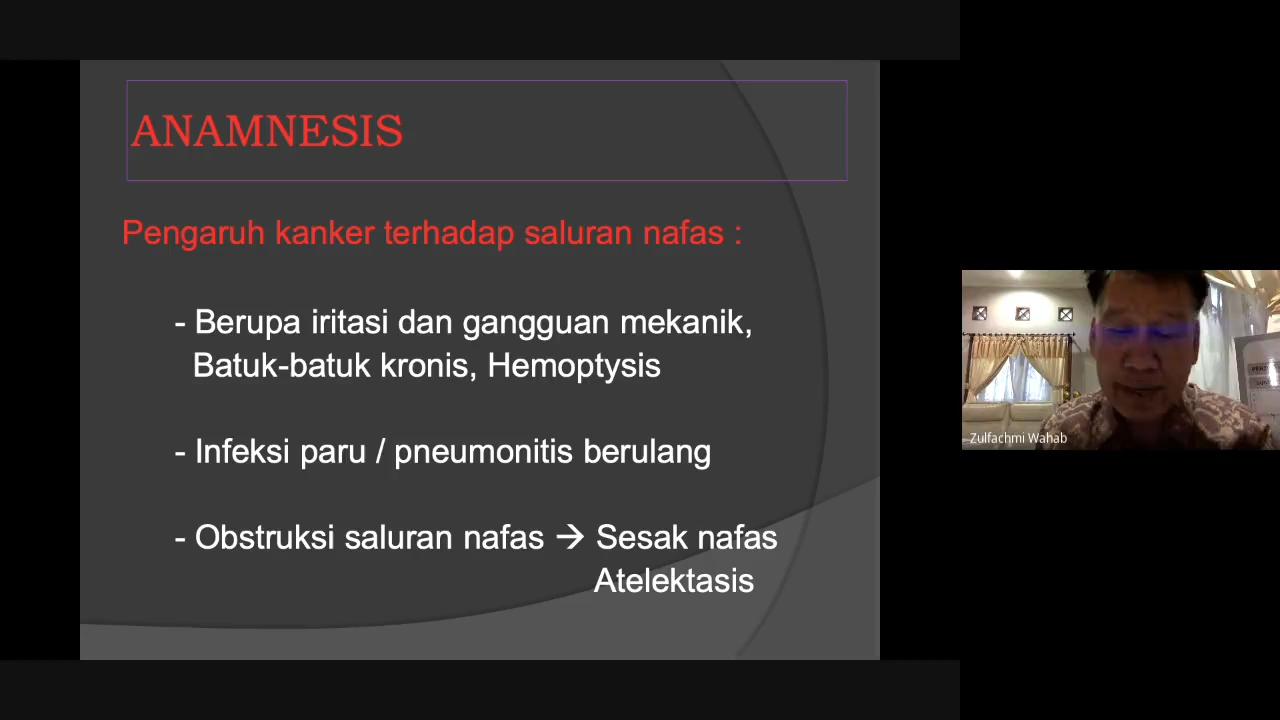 ANAMNESIS
Pengaruh kanker terhadap saluran nafas :
- Berupa iritasi dan gangguan mekanik,
Batuk-batuk kronis, Hemoptysis
- Infeksi paru / pneumonitis berulang
- Obstruksi saluran nafas → Sesak nafas
Atelektasis
Zulfachmi Wahab